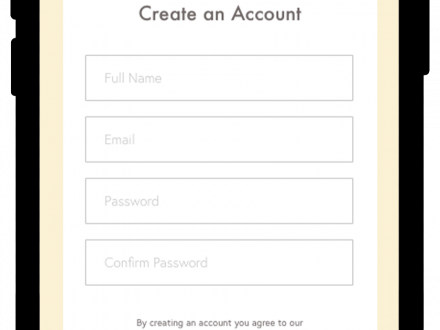 Create an Account
Full Name
Email
Password
Confirm Password
By creating an account you agree to our